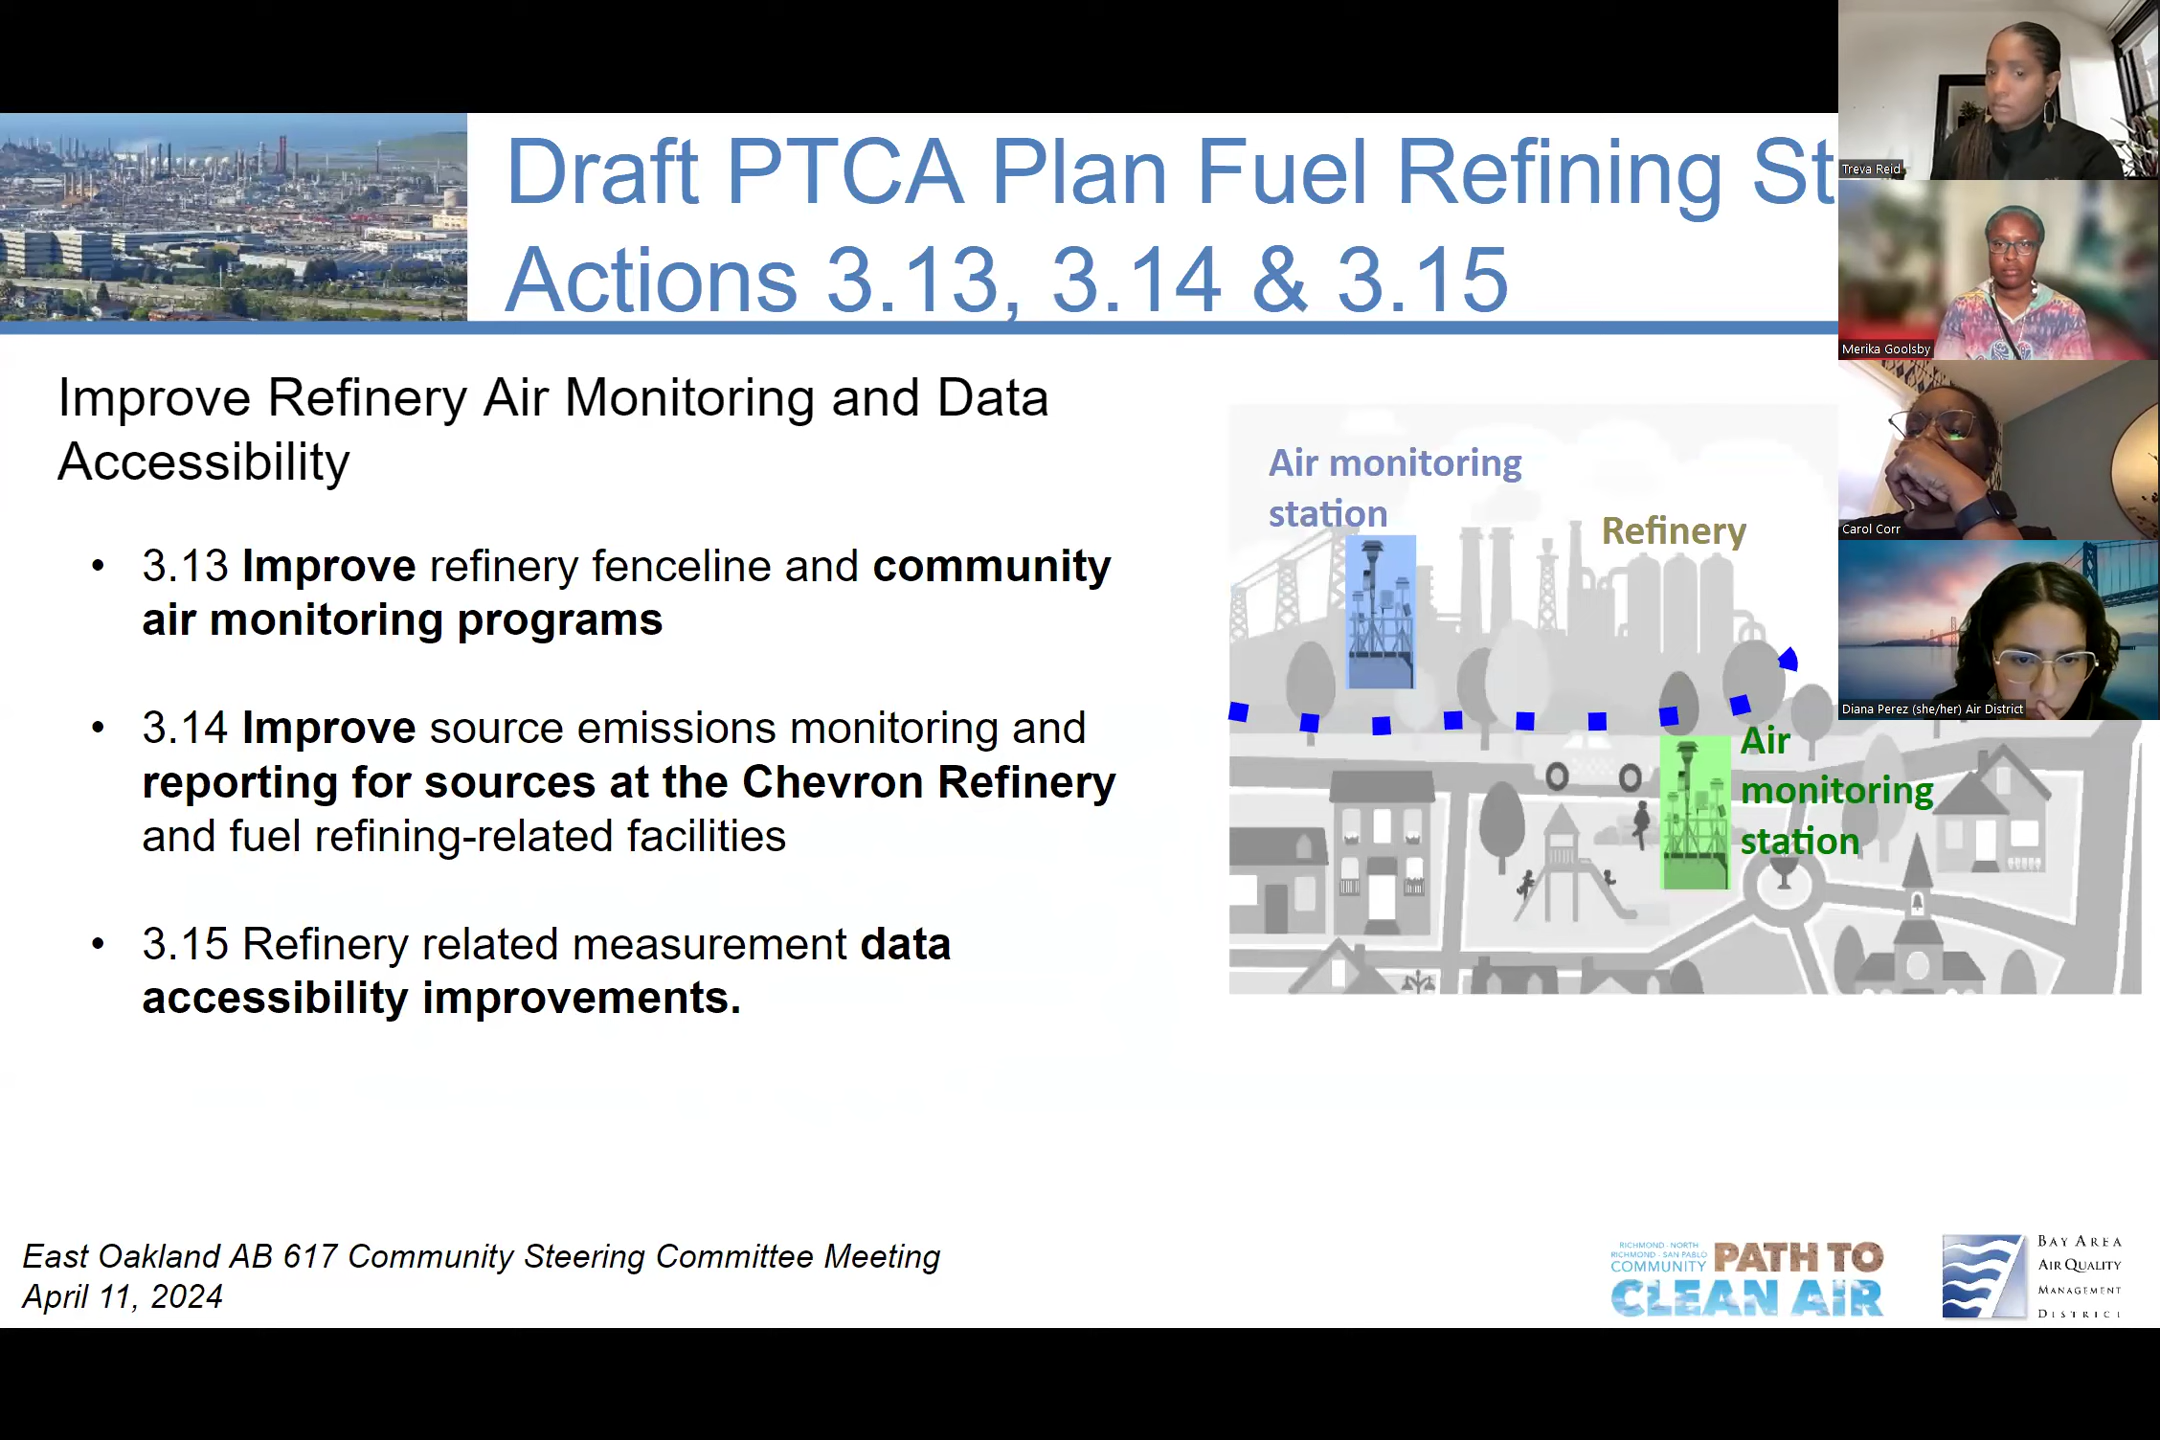 Draft PTCA Plan Fuel Refining St
Actions 3.13, 3.14 & 3.15
Improve Refinery Air Monitoring and Data
Accessibility
• 3.13 Improve refinery fenceline and community
air monitoring programs
• 3.14 Improve source emissions monitoring and
reporting for sources at the Chevron Refinery
and fuel refining-related facilities
• 3.15 Refinery related measurement data
accessibility improvements.
Air monitoring
station
Refinery
Air
monitoring
station
Treva Reid
Merika Goolsby
Carol Corr
Diana Perez (she/her) Air District
East Oakland AB 617 Community Steering Committee Meeting
April 11, 2024
RICHMOND - NORTH
RICHMOND - SAN PABLO
COMMUNITY PATH TO
CLEAN AIR
BAY AREA
AIR QUALITY
MANAGEMENT
DISTRICT